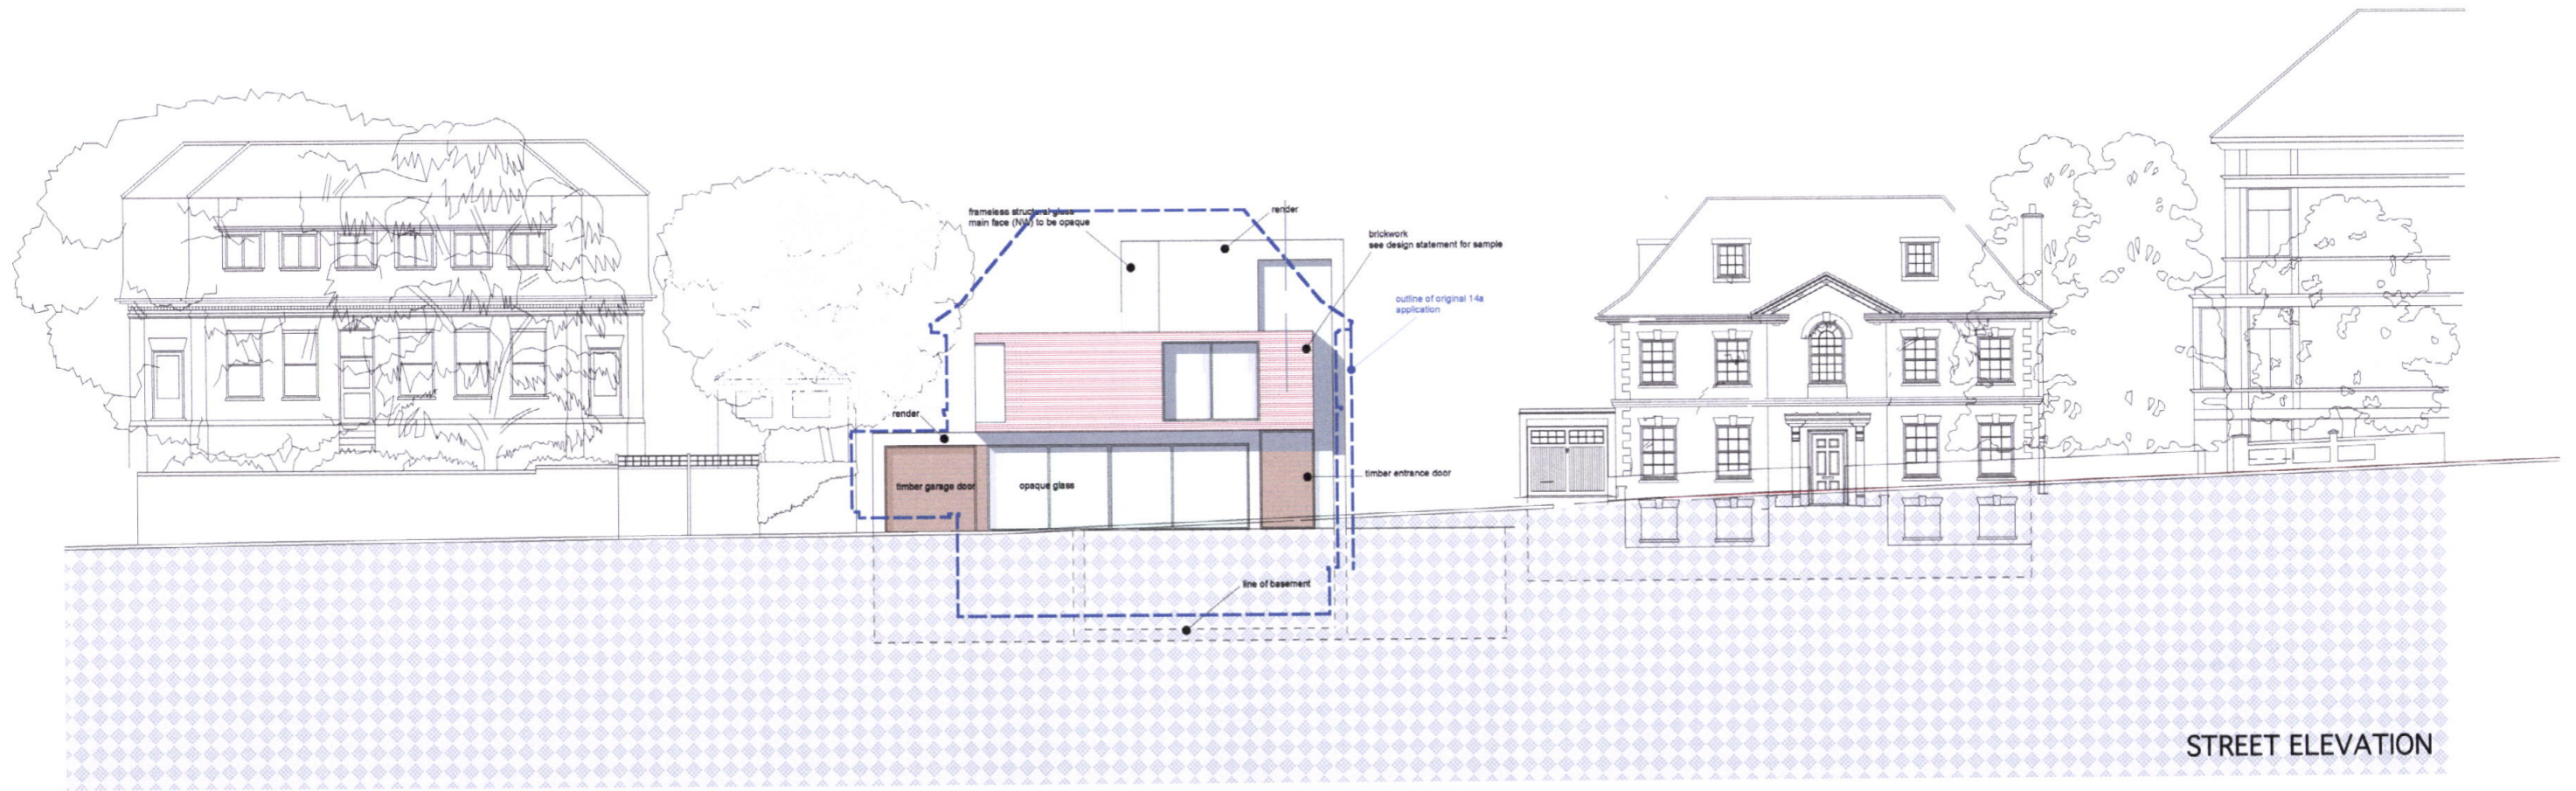 frameless structural glass
main face (NW) to be opaque
render
brickwork
see design statement for sample
outline of original 14a
application
render
timber garage door
opaque glass
timber entrance door
line of basement
STREET ELEVATION